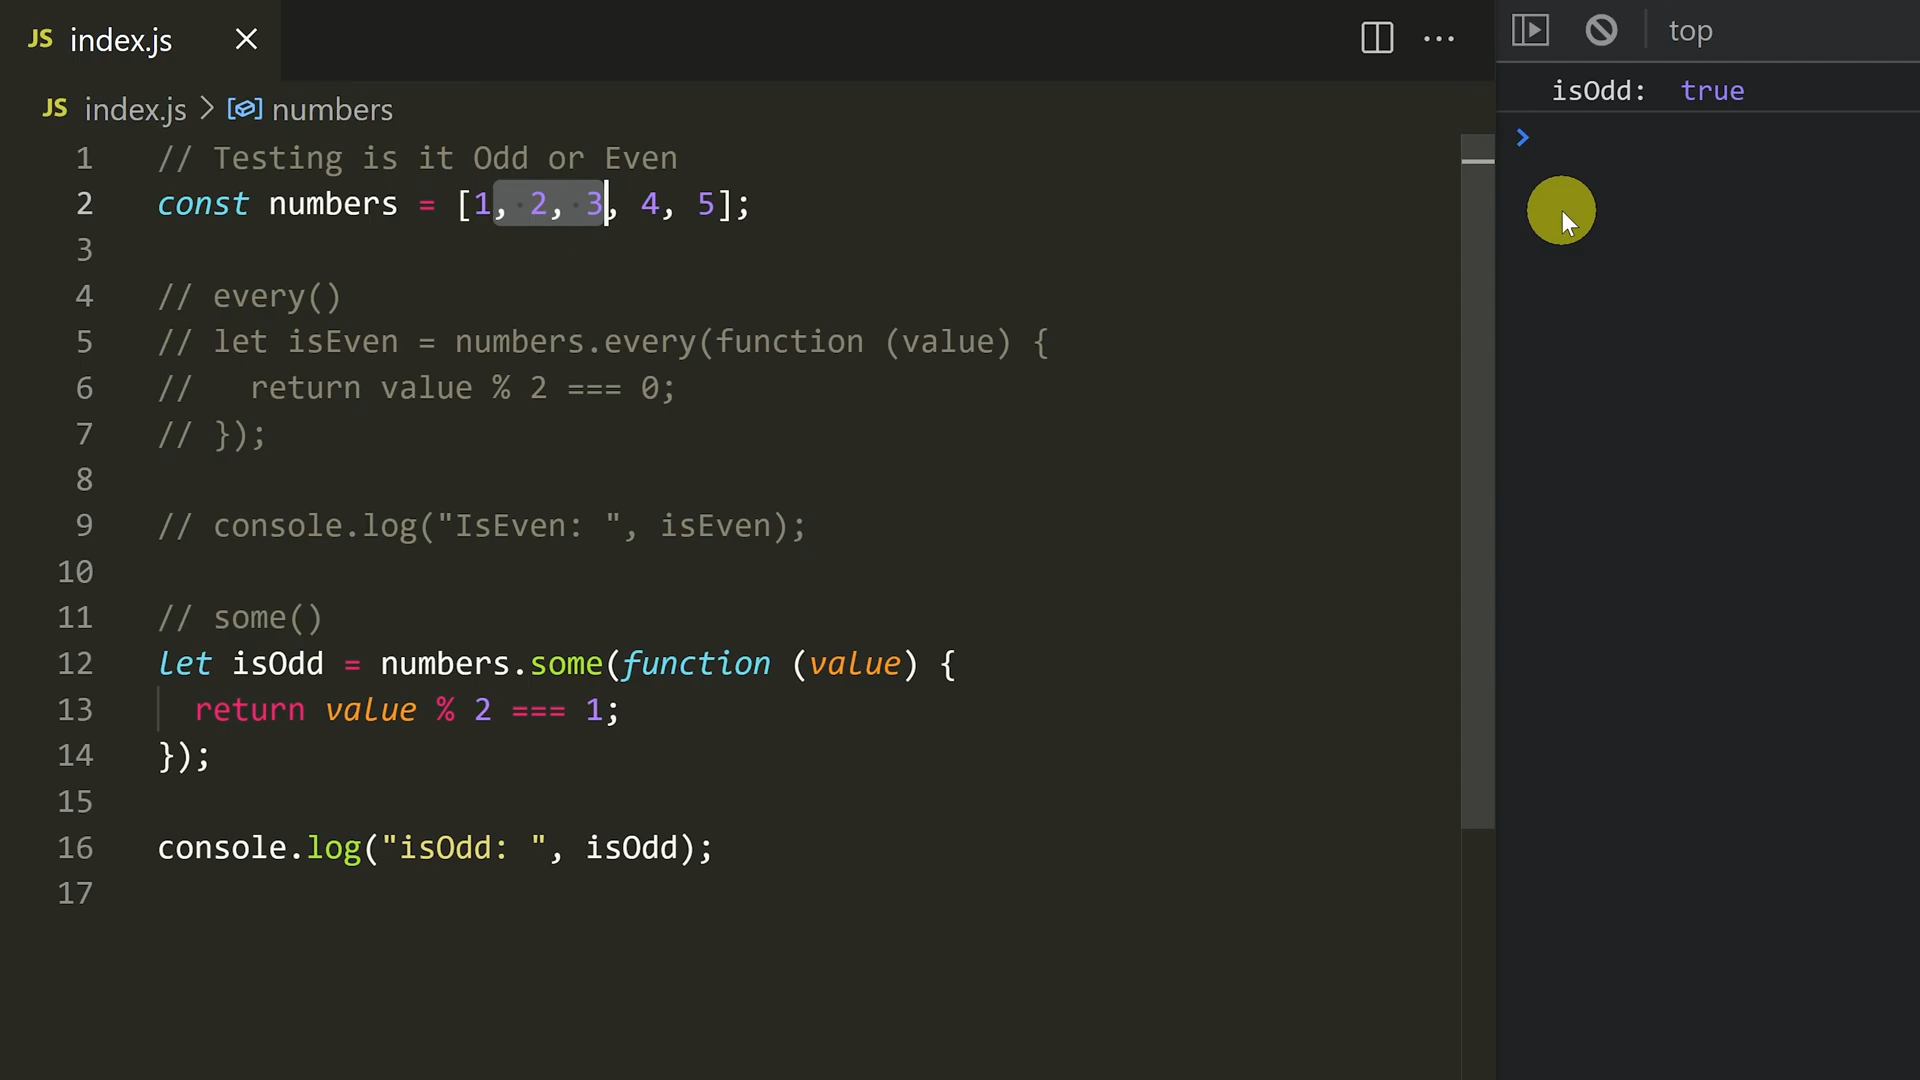 JS index.js
JS index.js > numbers
1 // Testing is it Odd or Even
2 const numbers = [1, 2, 3, 4, 5];
3
4 // every()
5 // let isEven = numbers.every(function (value) {
6 //   return value % 2 === 0;
7 // });
8
9 // console.log("IsEven: ", isEven);
10
11 // some()
12 let isOdd = numbers.some(function (value) {
13   return value % 2 === 1;
14 });
15
16 console.log("isOdd: ", isOdd);
17
top
isOdd:  true